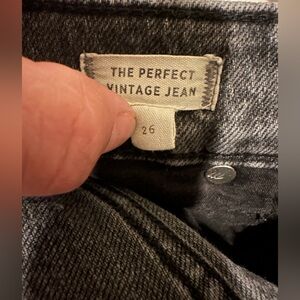 THE PERFECT
VINTAGE JEAN
26